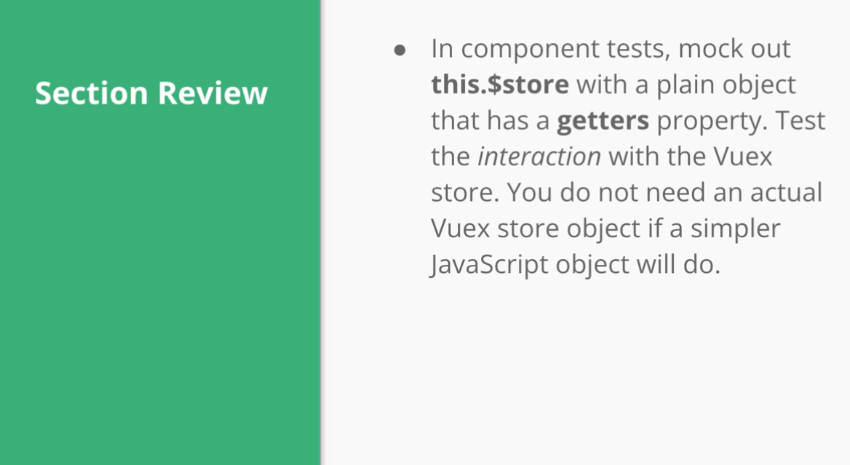 Section Review
● In component tests, mock out
this.$store with a plain object
that has a getters property. Test
the interaction with the Vuex
store. You do not need an actual
Vuex store object if a simpler
JavaScript object will do.